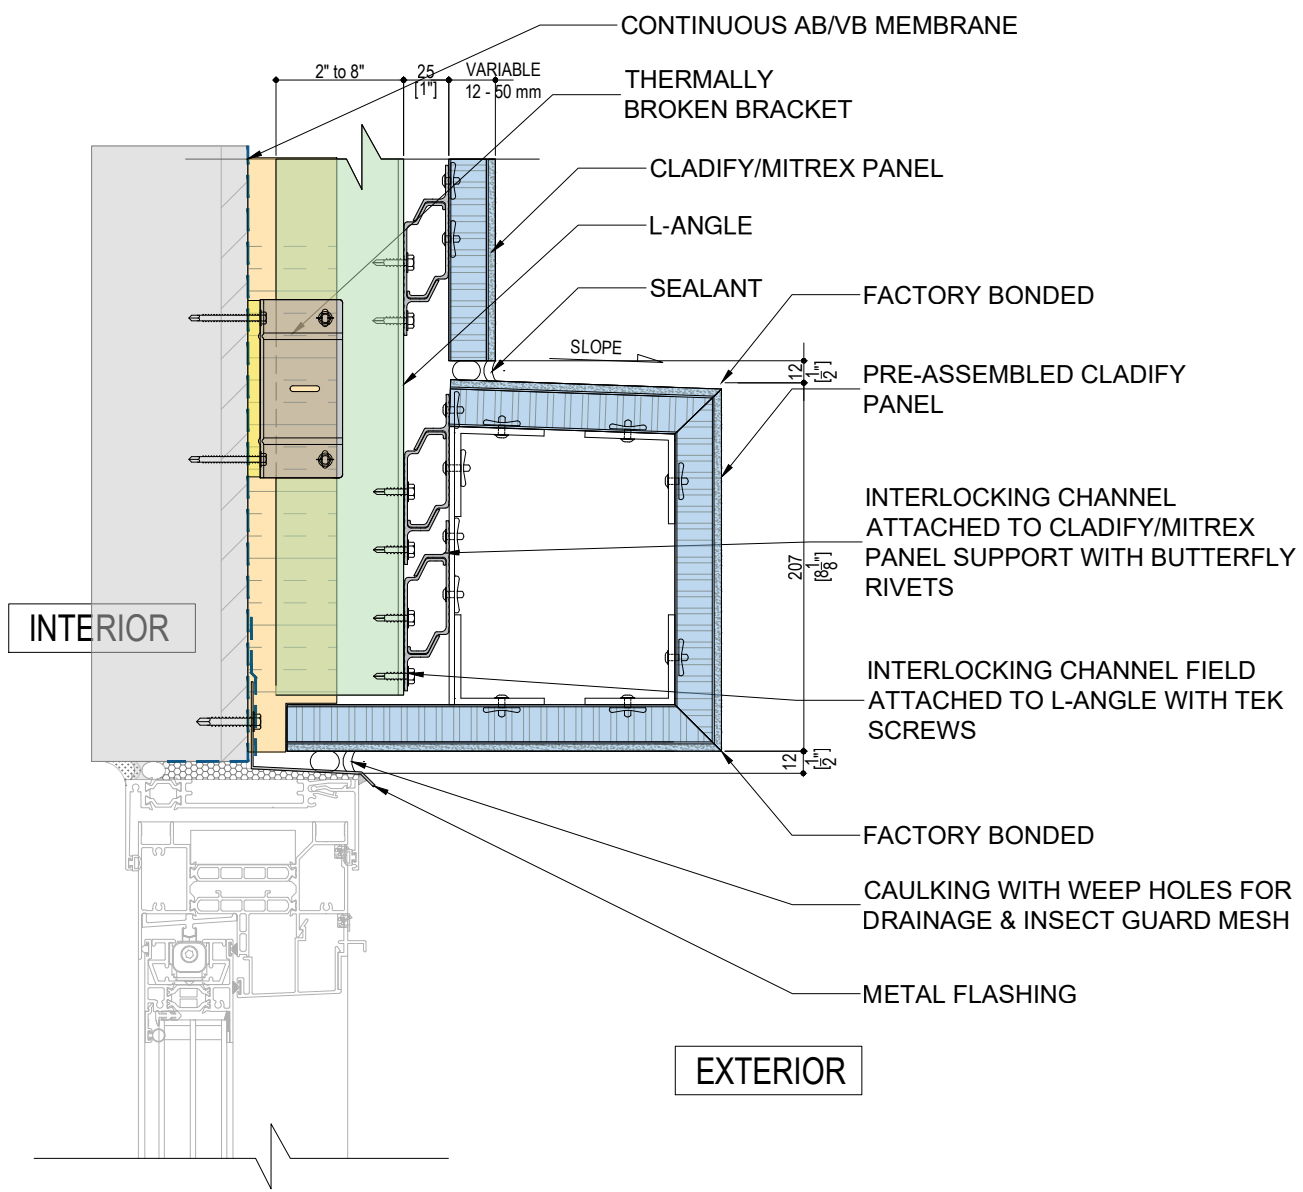 CONTINUOUS AB/VB MEMBRANE
2" to 8"
25
[1"]
VARIABLE
12 - 50 mm
THERMALLY
BROKEN BRACKET
CLADIFY/MITREX PANEL
L-ANGLE
SEALANT
FACTORY BONDED
SLOPE
12
[1/2"]
PRE-ASSEMBLED CLADIFY
PANEL
INTERLOCKING CHANNEL
ATTACHED TO CLADIFY/MITREX
PANEL SUPPORT WITH BUTTERFLY
RIVETS
207
[8 1/8"]
INTERIOR
INTERLOCKING CHANNEL FIELD
ATTACHED TO L-ANGLE WITH TEK
SCREWS
12
[1/2"]
FACTORY BONDED
CAULKING WITH WEEP HOLES FOR
DRAINAGE & INSECT GUARD MESH
METAL FLASHING
EXTERIOR